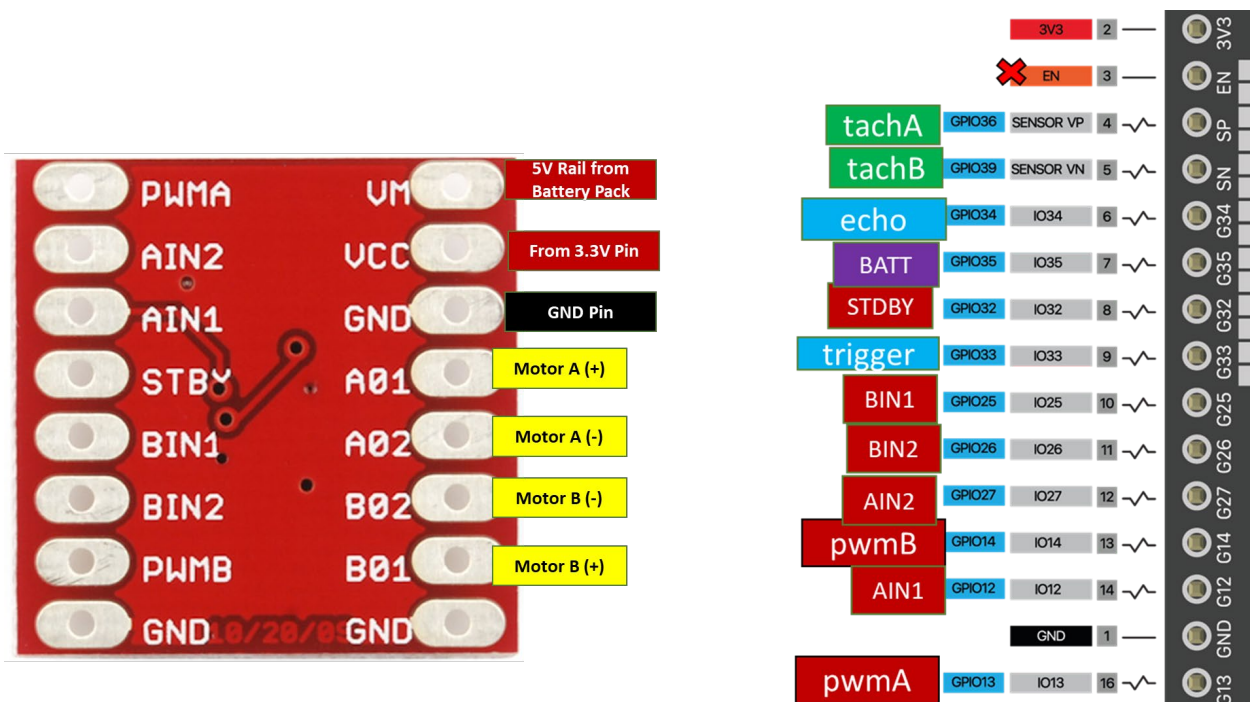 PWMA VM 5V Rail from
Battery Pack
AIN2 VCC From 3.3V Pin
AIN1 GND GND Pin
STBY A01 Motor A (+)
BIN1 A02 Motor A (-)
BIN2 B02 Motor B (-)
PWMB B01 Motor B (+)
GND 10/20/09 GND
3V3 2 3V3
EN 3 EN
tachA GPIO36 SENSOR VP 4 SP
tachB GPIO39 SENSOR VN 5 SN
echo GPIO34 IO34 6 G34
BATT GPIO35 IO35 7 G35
STDBY GPIO32 IO32 8 G32
trigger GPIO33 IO33 9 G33
BIN1 GPIO25 IO25 10 G25
BIN2 GPIO26 IO26 11 G26
AIN2 GPIO27 IO27 12 G27
pwmB GPIO14 IO14 13 G14
AIN1 GPIO12 IO12 14 G12
GND 1 GND
pwmA GPIO13 IO13 16 G13